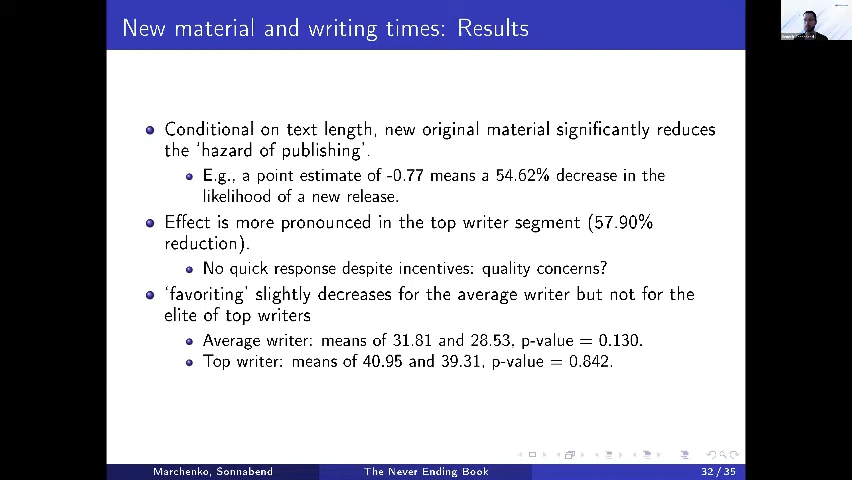 New material and writing times: Results
Conditional on text length, new original material significantly reduces
the ‘hazard of publishing’.
E.g., a point estimate of -0.77 means a 54.62% decrease in the
likelihood of a new release.
Effect is more pronounced in the top writer segment (57.90%
reduction).
No quick response despite incentives: quality concerns?
‘favoriting’ slightly decreases for the average writer but not for the
elite of top writers
Average writer: means of 31.81 and 28.53, p-value = 0.130.
Top writer: means of 40.95 and 39.31, p-value = 0.842.
Marchenko, Sonnabend
The Never Ending Book
32 / 35